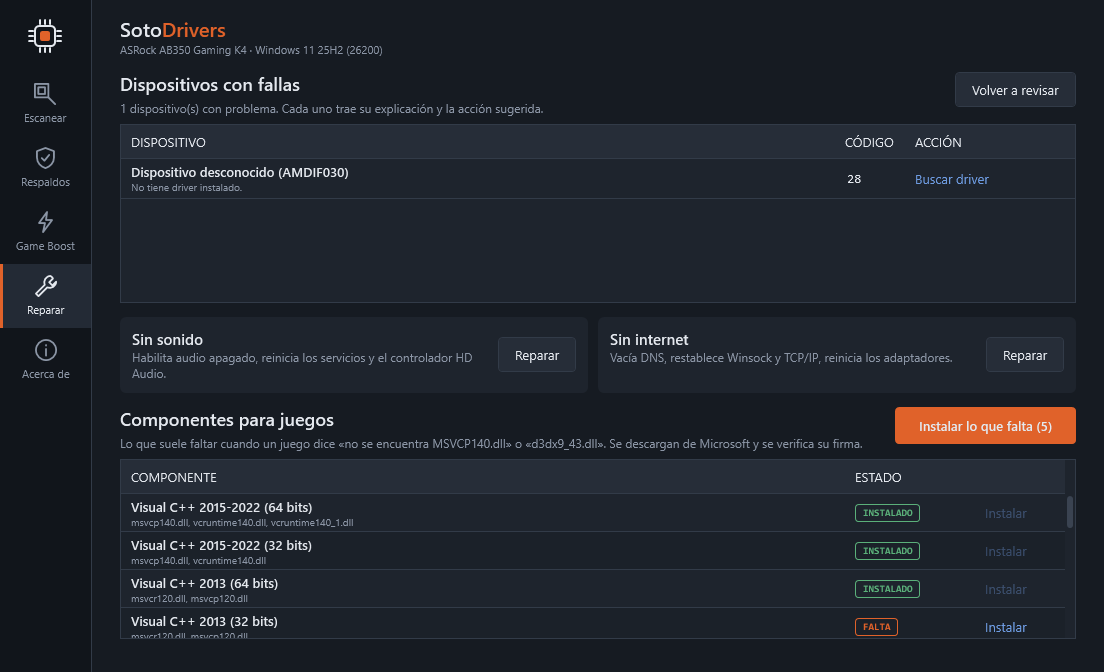 SotoDrivers
ASRock AB350 Gaming K4 · Windows 11 25H2 (26200)
Escanear
Respaldos
Game Boost
Reparar
Acerca de
Dispositivos con fallas
1 dispositivo(s) con problema. Cada uno trae su explicación y la acción sugerida.
Volver a revisar
DISPOSITIVO CÓDIGO ACCIÓN
Dispositivo desconocido (AMDIF030)
No tiene driver instalado.
28 Buscar driver
Sin sonido
Habilita audio apagado, reinicia los servicios y el controlador HD
Audio.
Reparar
Sin internet
Vacía DNS, restablece Winsock y TCP/IP, reinicia los adaptadores.
Reparar
Componentes para juegos
Lo que suele faltar cuando un juego dice «no se encuentra MSVCP140.dll» o «d3dx9_43.dll». Se descargan de Microsoft y se verifica su firma.
Instalar lo que falta (5)
COMPONENTE ESTADO
Visual C++ 2015-2022 (64 bits)
msvcp140.dll, vcruntime140.dll, vcruntime140_1.dll
INSTALADO Instalar
Visual C++ 2015-2022 (32 bits)
msvcp140.dll, vcruntime140.dll
INSTALADO Instalar
Visual C++ 2013 (64 bits)
msvcr120.dll, msvcp120.dll
INSTALADO Instalar
Visual C++ 2013 (32 bits)
msvcr120.dll, msvcp120.dll
FALTA Instalar